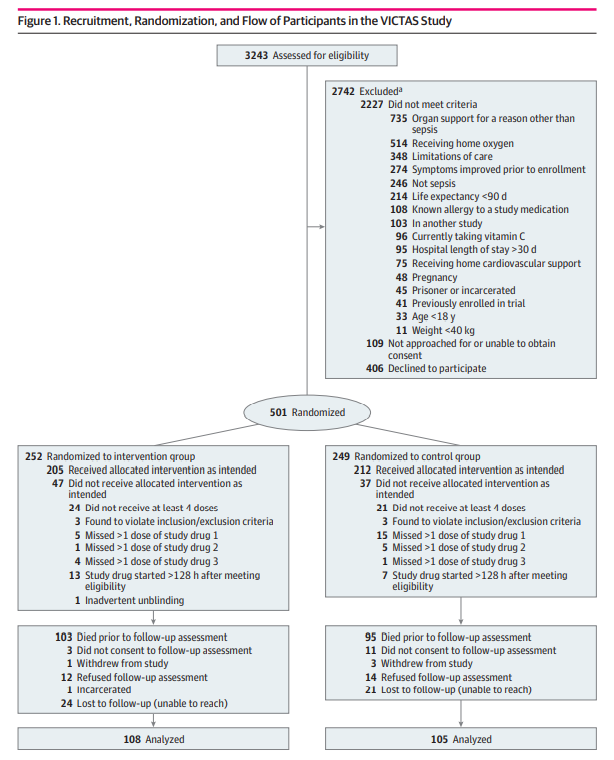 Figure 1. Recruitment, Randomization, and Flow of Participants in the VICTAS Study
3243 Assessed for eligibility
2742 Excludedª
2227 Did not meet criteria
735 Organ support for a reason other than
sepsis
514 Receiving home oxygen
348 Limitations of care
274 Symptoms improved prior to enrollment
246 Not sepsis
214 Life expectancy <90 d
108 Known allergy to a study medication
103 In another study
96 Currently taking vitamin C
95 Hospital length of stay >30 d
75 Receiving home cardiovascular support
48 Pregnancy
45 Prisoner or incarcerated
41 Previously enrolled in trial
33 Age <18 y
11 Weight <40 kg
109 Not approached for or unable to obtain
consent
406 Declined to participate
501 Randomized
252 Randomized to intervention group
205 Received allocated intervention as intended
47 Did not receive allocated intervention as
intended
24 Did not receive at least 4 doses
3 Found to violate inclusion/exclusion criteria
5 Missed >1 dose of study drug 1
1 Missed >1 dose of study drug 2
4 Missed >1 dose of study drug 3
13 Study drug started >128 h after meeting
eligibility
1 Inadvertent unblinding
249 Randomized to control group
212 Received allocated intervention as intended
37 Did not receive allocated intervention as
intended
21 Did not receive at least 4 doses
3 Found to violate inclusion/exclusion criteria
15 Missed >1 dose of study drug 1
5 Missed >1 dose of study drug 2
1 Missed >1 dose of study drug 3
7 Study drug started >128 h after meeting
eligibility
103 Died prior to follow-up assessment
3 Did not consent to follow-up assessment
1 Withdrew from study
12 Refused follow-up assessment
1 Incarcerated
24 Lost to follow-up (unable to reach)
95 Died prior to follow-up assessment
11 Did not consent to follow-up assessment
3 Withdrew from study
14 Refused follow-up assessment
21 Lost to follow-up (unable to reach)
108 Analyzed
105 Analyzed